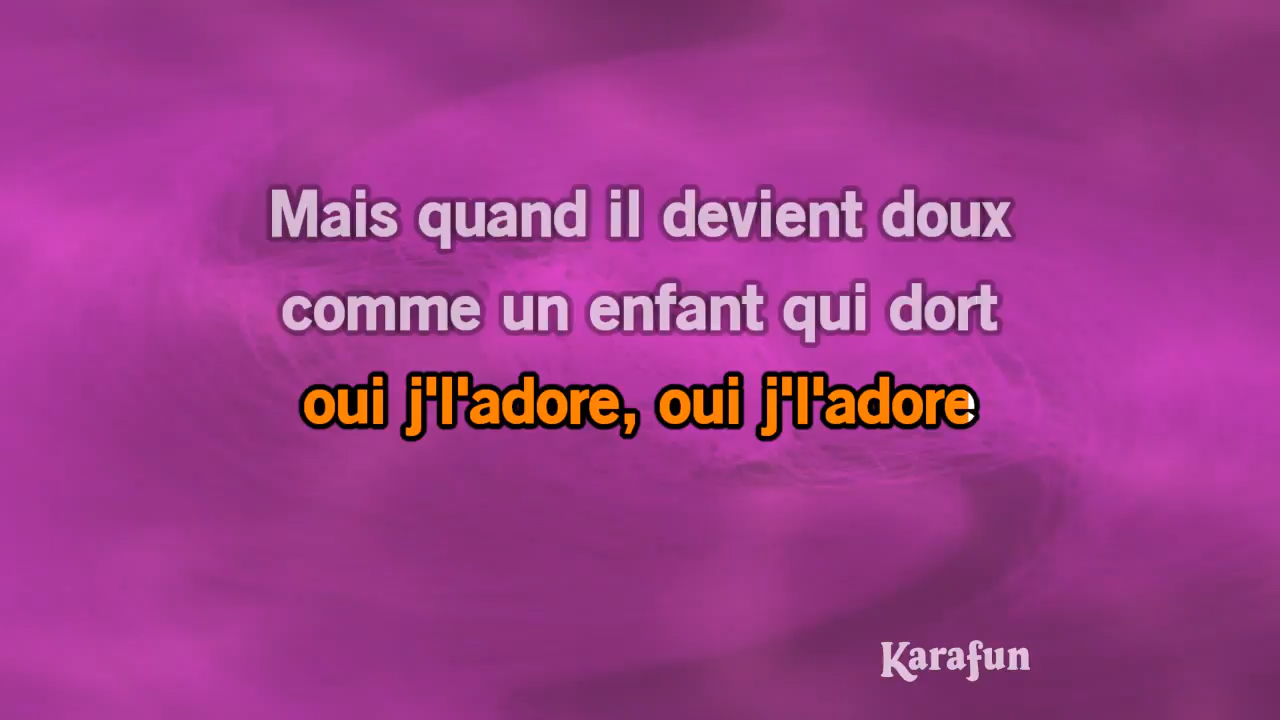 Mais quand il devient doux
comme un enfant qui dort
oui j'l'adore, oui j'l'adore
Karafun